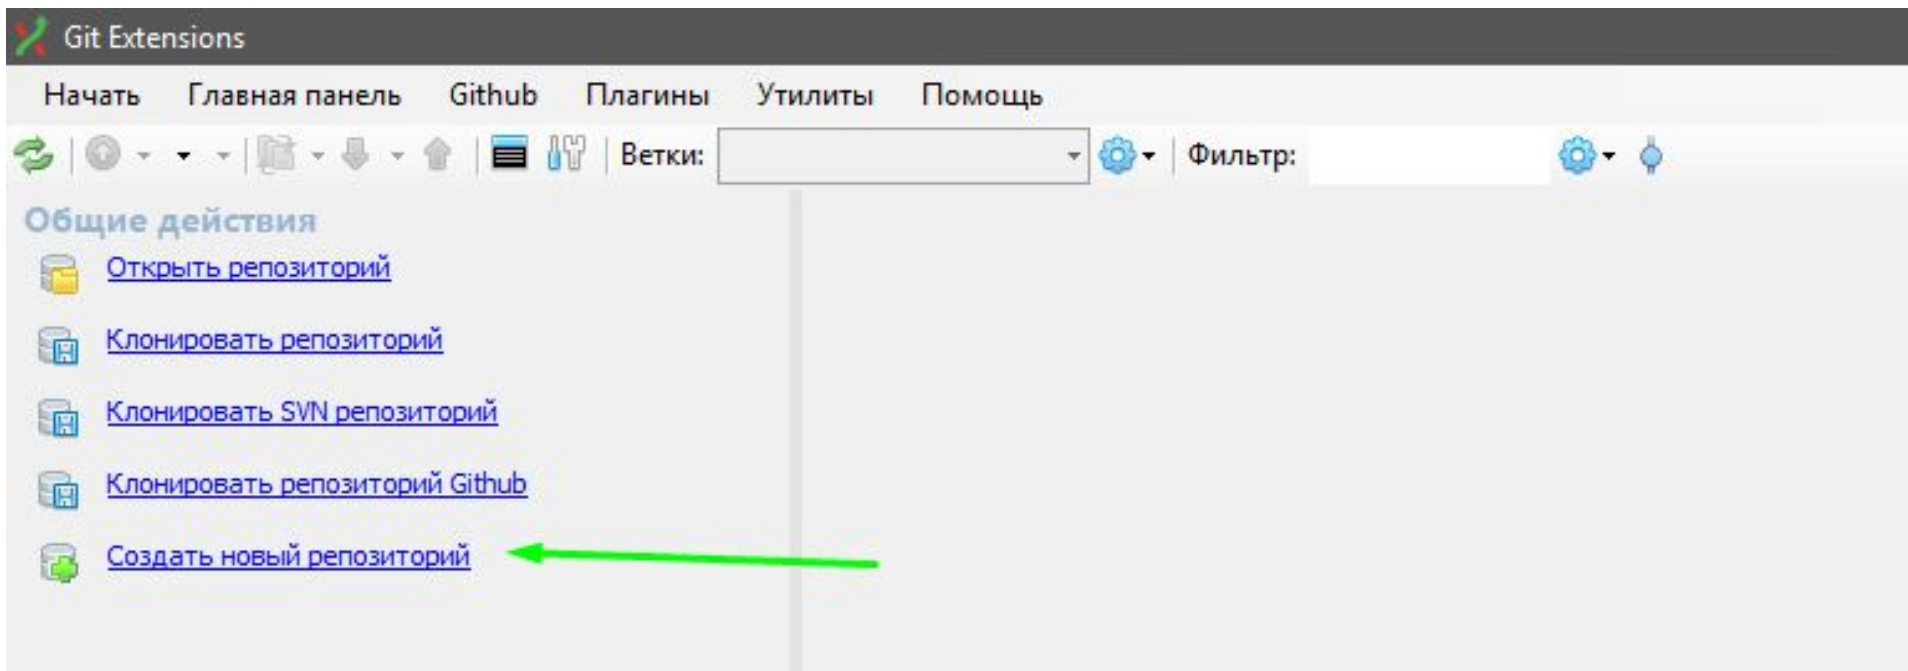 Git Extensions
Начать Главная панель Github Плагины Утилиты Помощь
Ветки: Фильтр:
Общие действия
Открыть репозиторий
Клонировать репозиторий
Клонировать SVN репозиторий
Клонировать репозиторий Github
Создать новый репозиторий